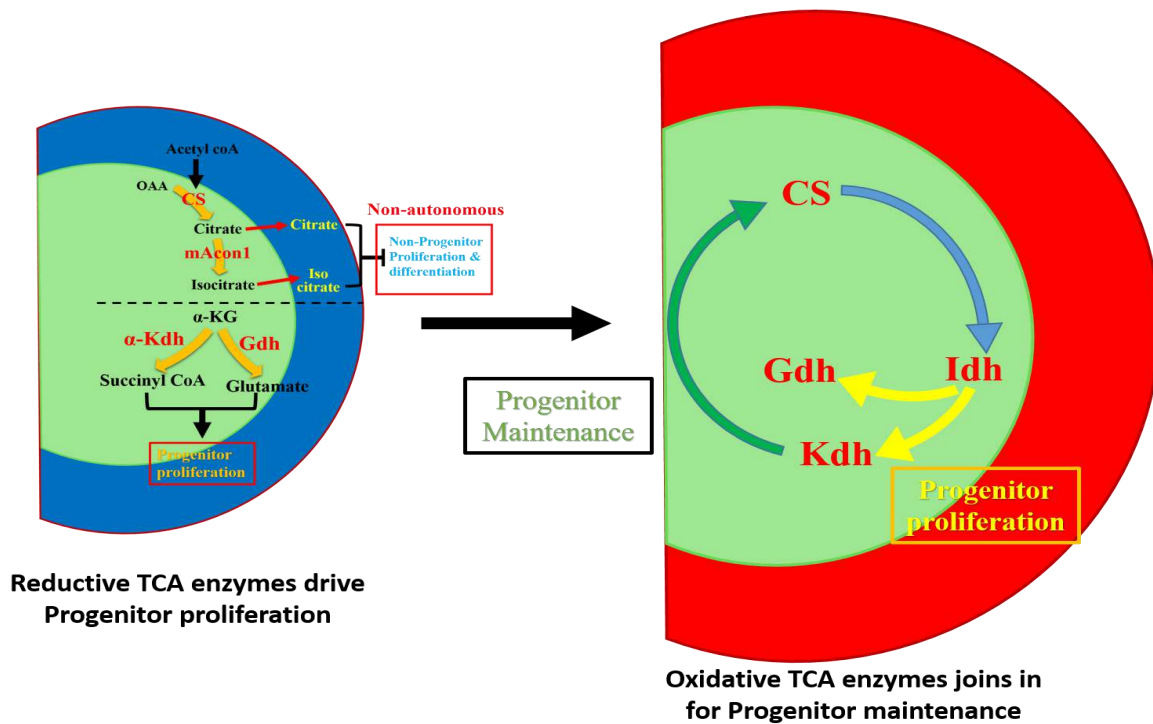 Acetyl coA
OAA
CS
Citrate
mAcon1
Isocitrate
Citrate
Iso
citrate
Non-autonomous
Non-Progenitor
Proliferation &
differentiation
α-KG
α-Kdh
Gdh
Succinyl CoA
Glutamate
Progenitor
proliferation
Reductive TCA enzymes drive
Progenitor proliferation
Progenitor
Maintenance
CS
Gdh
Idh
Kdh
Progenitor
proliferation
Oxidative TCA enzymes joins in
for Progenitor maintenance